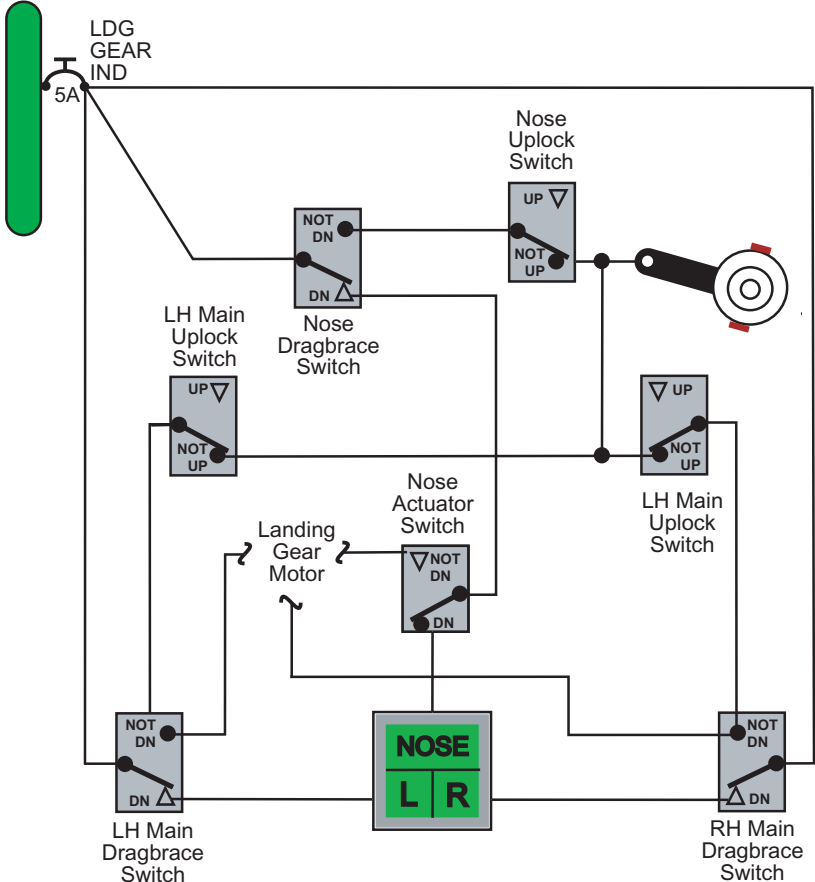 LDG
GEAR
IND
5A
Nose
Uplock
Switch
UP
NOT
UP
NOT
DN
DN
Nose
Dragbrace
Switch
LH Main
Uplock
Switch
UP
NOT
UP
UP
NOT
UP
LH Main
Uplock
Switch
Nose
Actuator
Switch
NOT
DN
DN
Landing
Gear
Motor
NOT
DN
DN
LH Main
Dragbrace
Switch
NOSE
L R
NOT
DN
DN
RH Main
Dragbrace
Switch